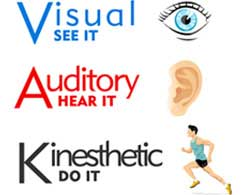 Visual
SEE IT
Auditory
HEAR IT
Kinesthetic
DO IT